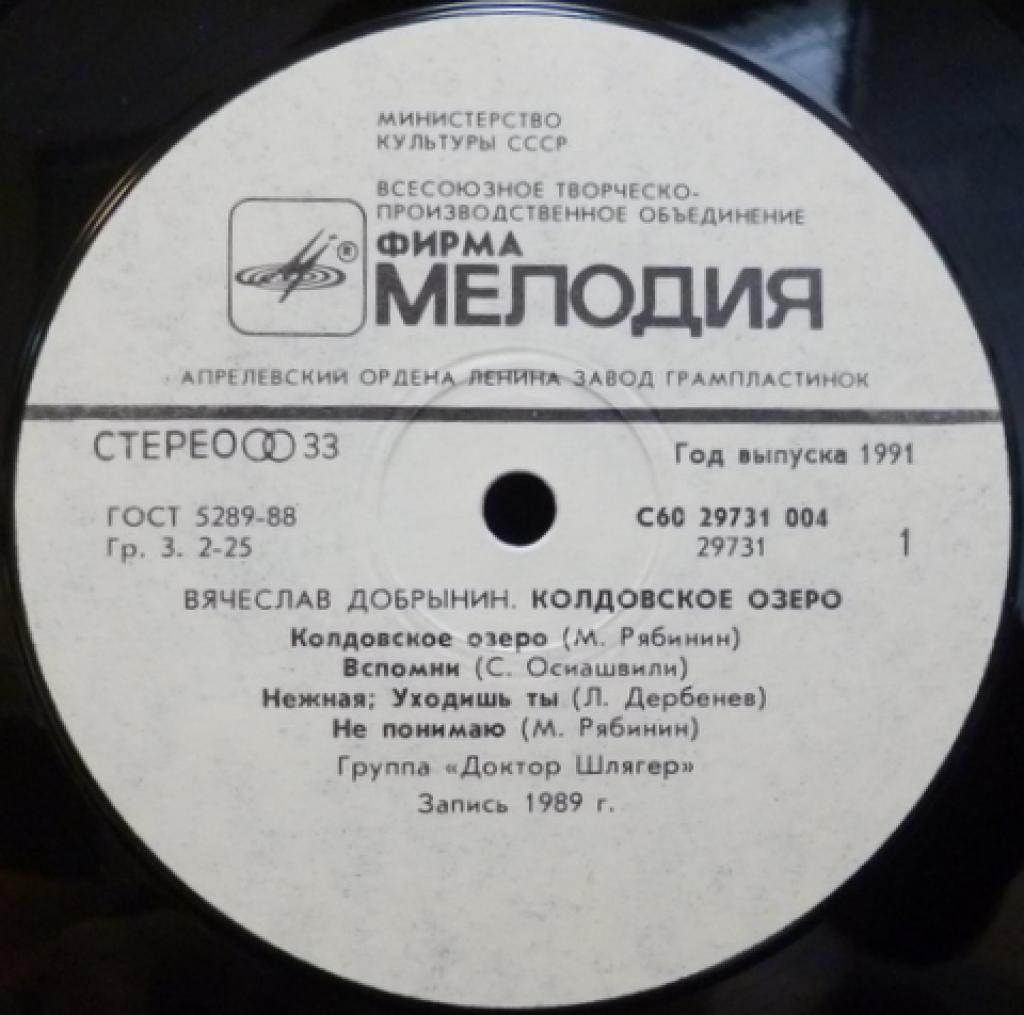 МИНИСТЕРСТВО
КУЛЬТУРЫ СССР
ВСЕСОЮЗНОЕ ТВОРЧЕСКО-
ПРОИЗВОДСТВЕННОЕ ОБЪЕДИНЕНИЕ
ФИРМА
®
МЕЛОДИЯ
АПРЕЛЕВСКИЙ ОРДЕНА ЛЕНИНА ЗАВОД ГРАМПЛАСТИНОК
СТЕРЕО 33
Год выпуска 1991
ГОСТ 5289-88
Гр. 3. 2-25
С60 29731 004
29731
1
ВЯЧЕСЛАВ ДОБРЫНИН. КОЛДОВСКОЕ ОЗЕРО
Колдовское озеро (М. Рябинин)
Вспомни (С. Осиашвили)
Нежная; Уходишь ты (Л. Дербенев)
Не понимаю (М. Рябинин)
Группа «Доктор Шлягер»
Запись 1989 г.